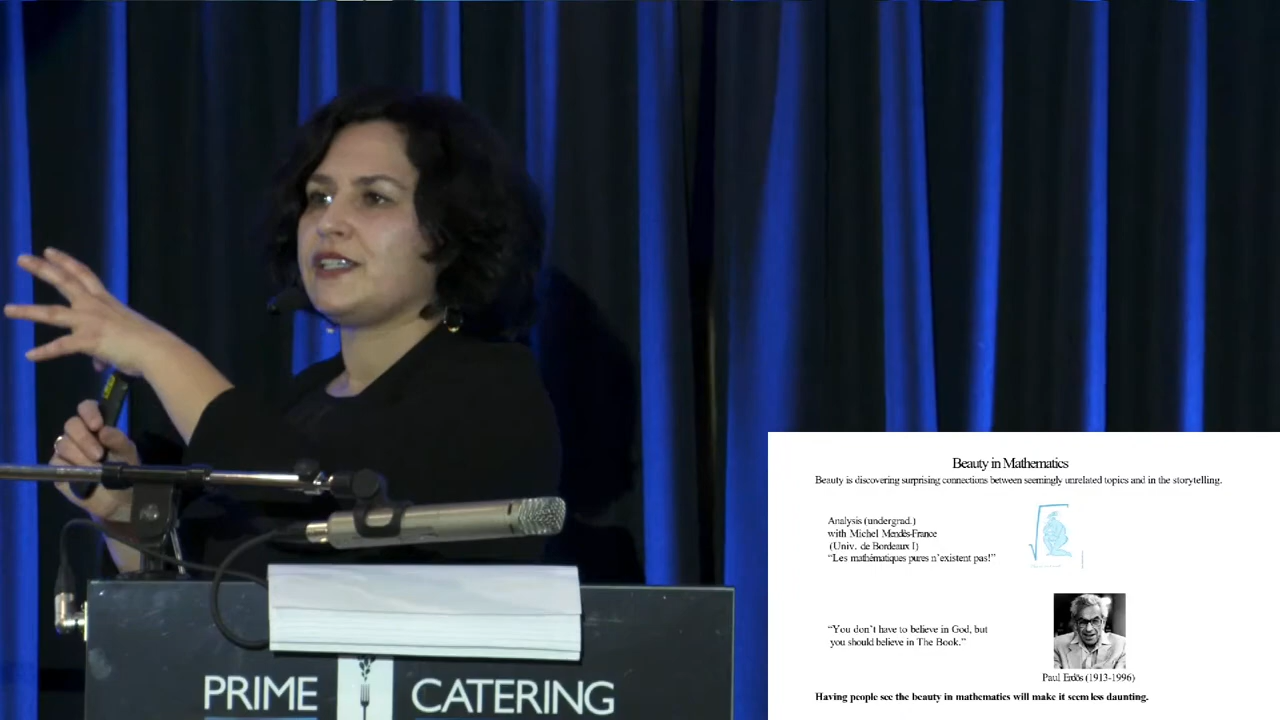 Beauty in Mathematics
Beauty is discovering surprising connections between seemingly unrelated topics and in the storytelling.
Analysis (undergrad.)
with Michel Mendès-France
(Univ. de Bordeaux I)
“Les mathématiques pures n’existent pas!”
“You don’t have to believe in God, but
you should believe in The Book.”
Paul Erdös (1913-1996)
Having people see the beauty in mathematics will make it seem less daunting.
PRIME CATERING